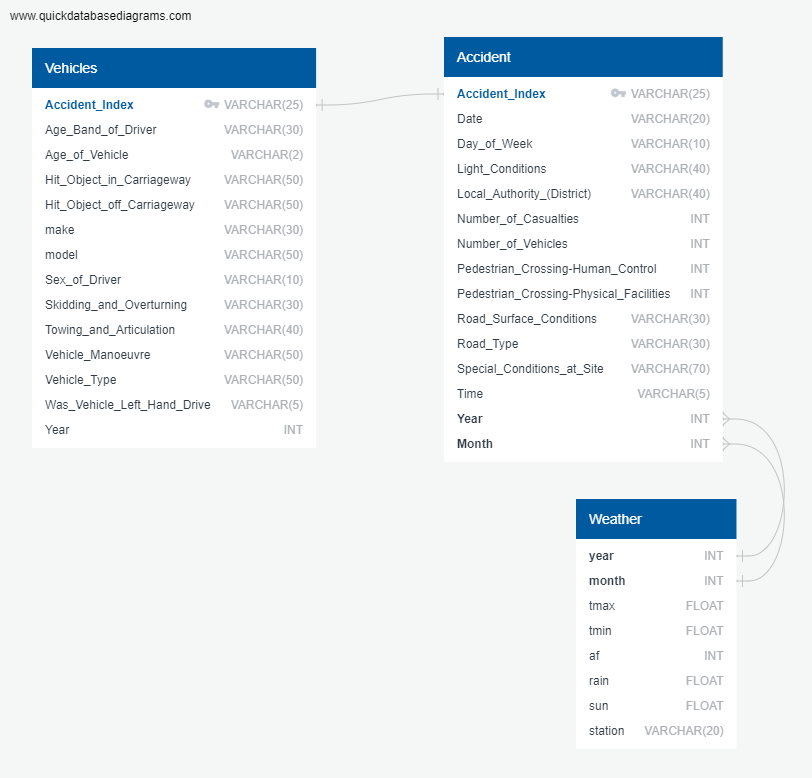 www.quickdatabasediagrams.com
Vehicles
Accident_Index VARCHAR(25)
Age_Band_of_Driver VARCHAR(30)
Age_of_Vehicle VARCHAR(2)
Hit_Object_in_Carriageway VARCHAR(50)
Hit_Object_off_Carriageway VARCHAR(50)
make VARCHAR(30)
model VARCHAR(50)
Sex_of_Driver VARCHAR(10)
Skidding_and_Overturning VARCHAR(30)
Towing_and_Articulation VARCHAR(40)
Vehicle_Manoeuvre VARCHAR(50)
Vehicle_Type VARCHAR(50)
Was_Vehicle_Left_Hand_Drive VARCHAR(5)
Year INT
Accident
Accident_Index VARCHAR(25)
Date VARCHAR(20)
Day_of_Week VARCHAR(10)
Light_Conditions VARCHAR(40)
Local_Authority_(District) VARCHAR(40)
Number_of_Casualties INT
Number_of_Vehicles INT
Pedestrian_Crossing-Human_Control INT
Pedestrian_Crossing-Physical_Facilities INT
Road_Surface_Conditions VARCHAR(30)
Road_Type VARCHAR(30)
Special_Conditions_at_Site VARCHAR(70)
Time VARCHAR(5)
Year INT
Month INT
Weather
year INT
month INT
tmax FLOAT
tmin FLOAT
af INT
rain FLOAT
sun FLOAT
station VARCHAR(20)